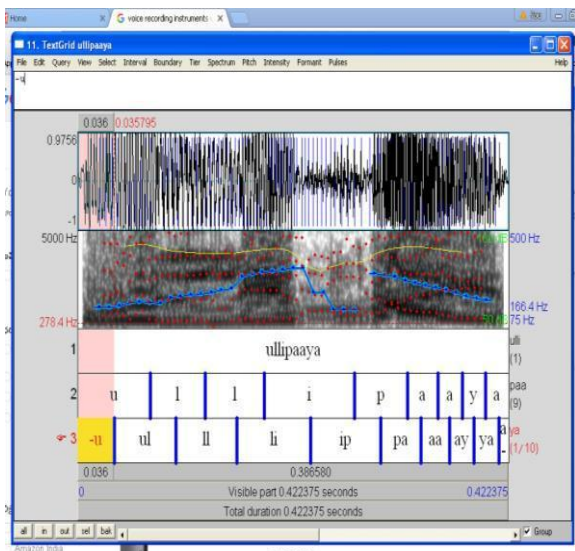 Home
voice recording instruments
11. TextGrid ullipaaya
File Edit Query View Select Interval Boundary Tier Spectrum Pitch Intensity Formant Pulses Help
-u
0.036 0.035795
0.9756
0
-1
5000 Hz 500 Hz
166.4 Hz
278.4 Hz 75 Hz
1 ullipaaya ulli
(1)
2 u l l i p a a y a paa
(9)
3 -u ul ll li ip pa aa ay ya a- ya
(1/10)
0.036 0.386580
0 Visible part 0.422375 seconds 0.422375
Total duration 0.422375 seconds
all in out sel bak Group
Amazon India